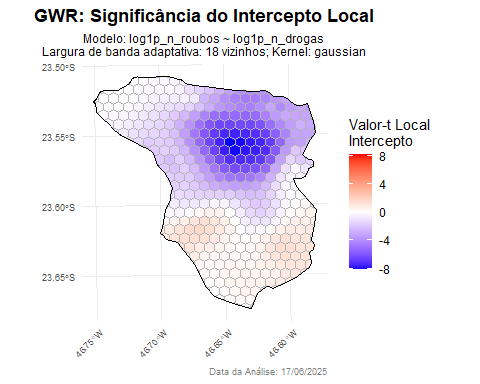 GWR: Significância do Intercepto Local
Modelo: log1p_n_roubos ~ log1p_n_drogas
Largura de banda adaptativa: 18 vizinhos; Kernel: gaussian
23.50°S
23.55°S
23.60°S
23.65°S
46.75°W
46.70°W
46.65°W
46.60°W
Valor-t Local
Intercepto
8
4
0
-4
-8
Data da Análise: 17/06/2025